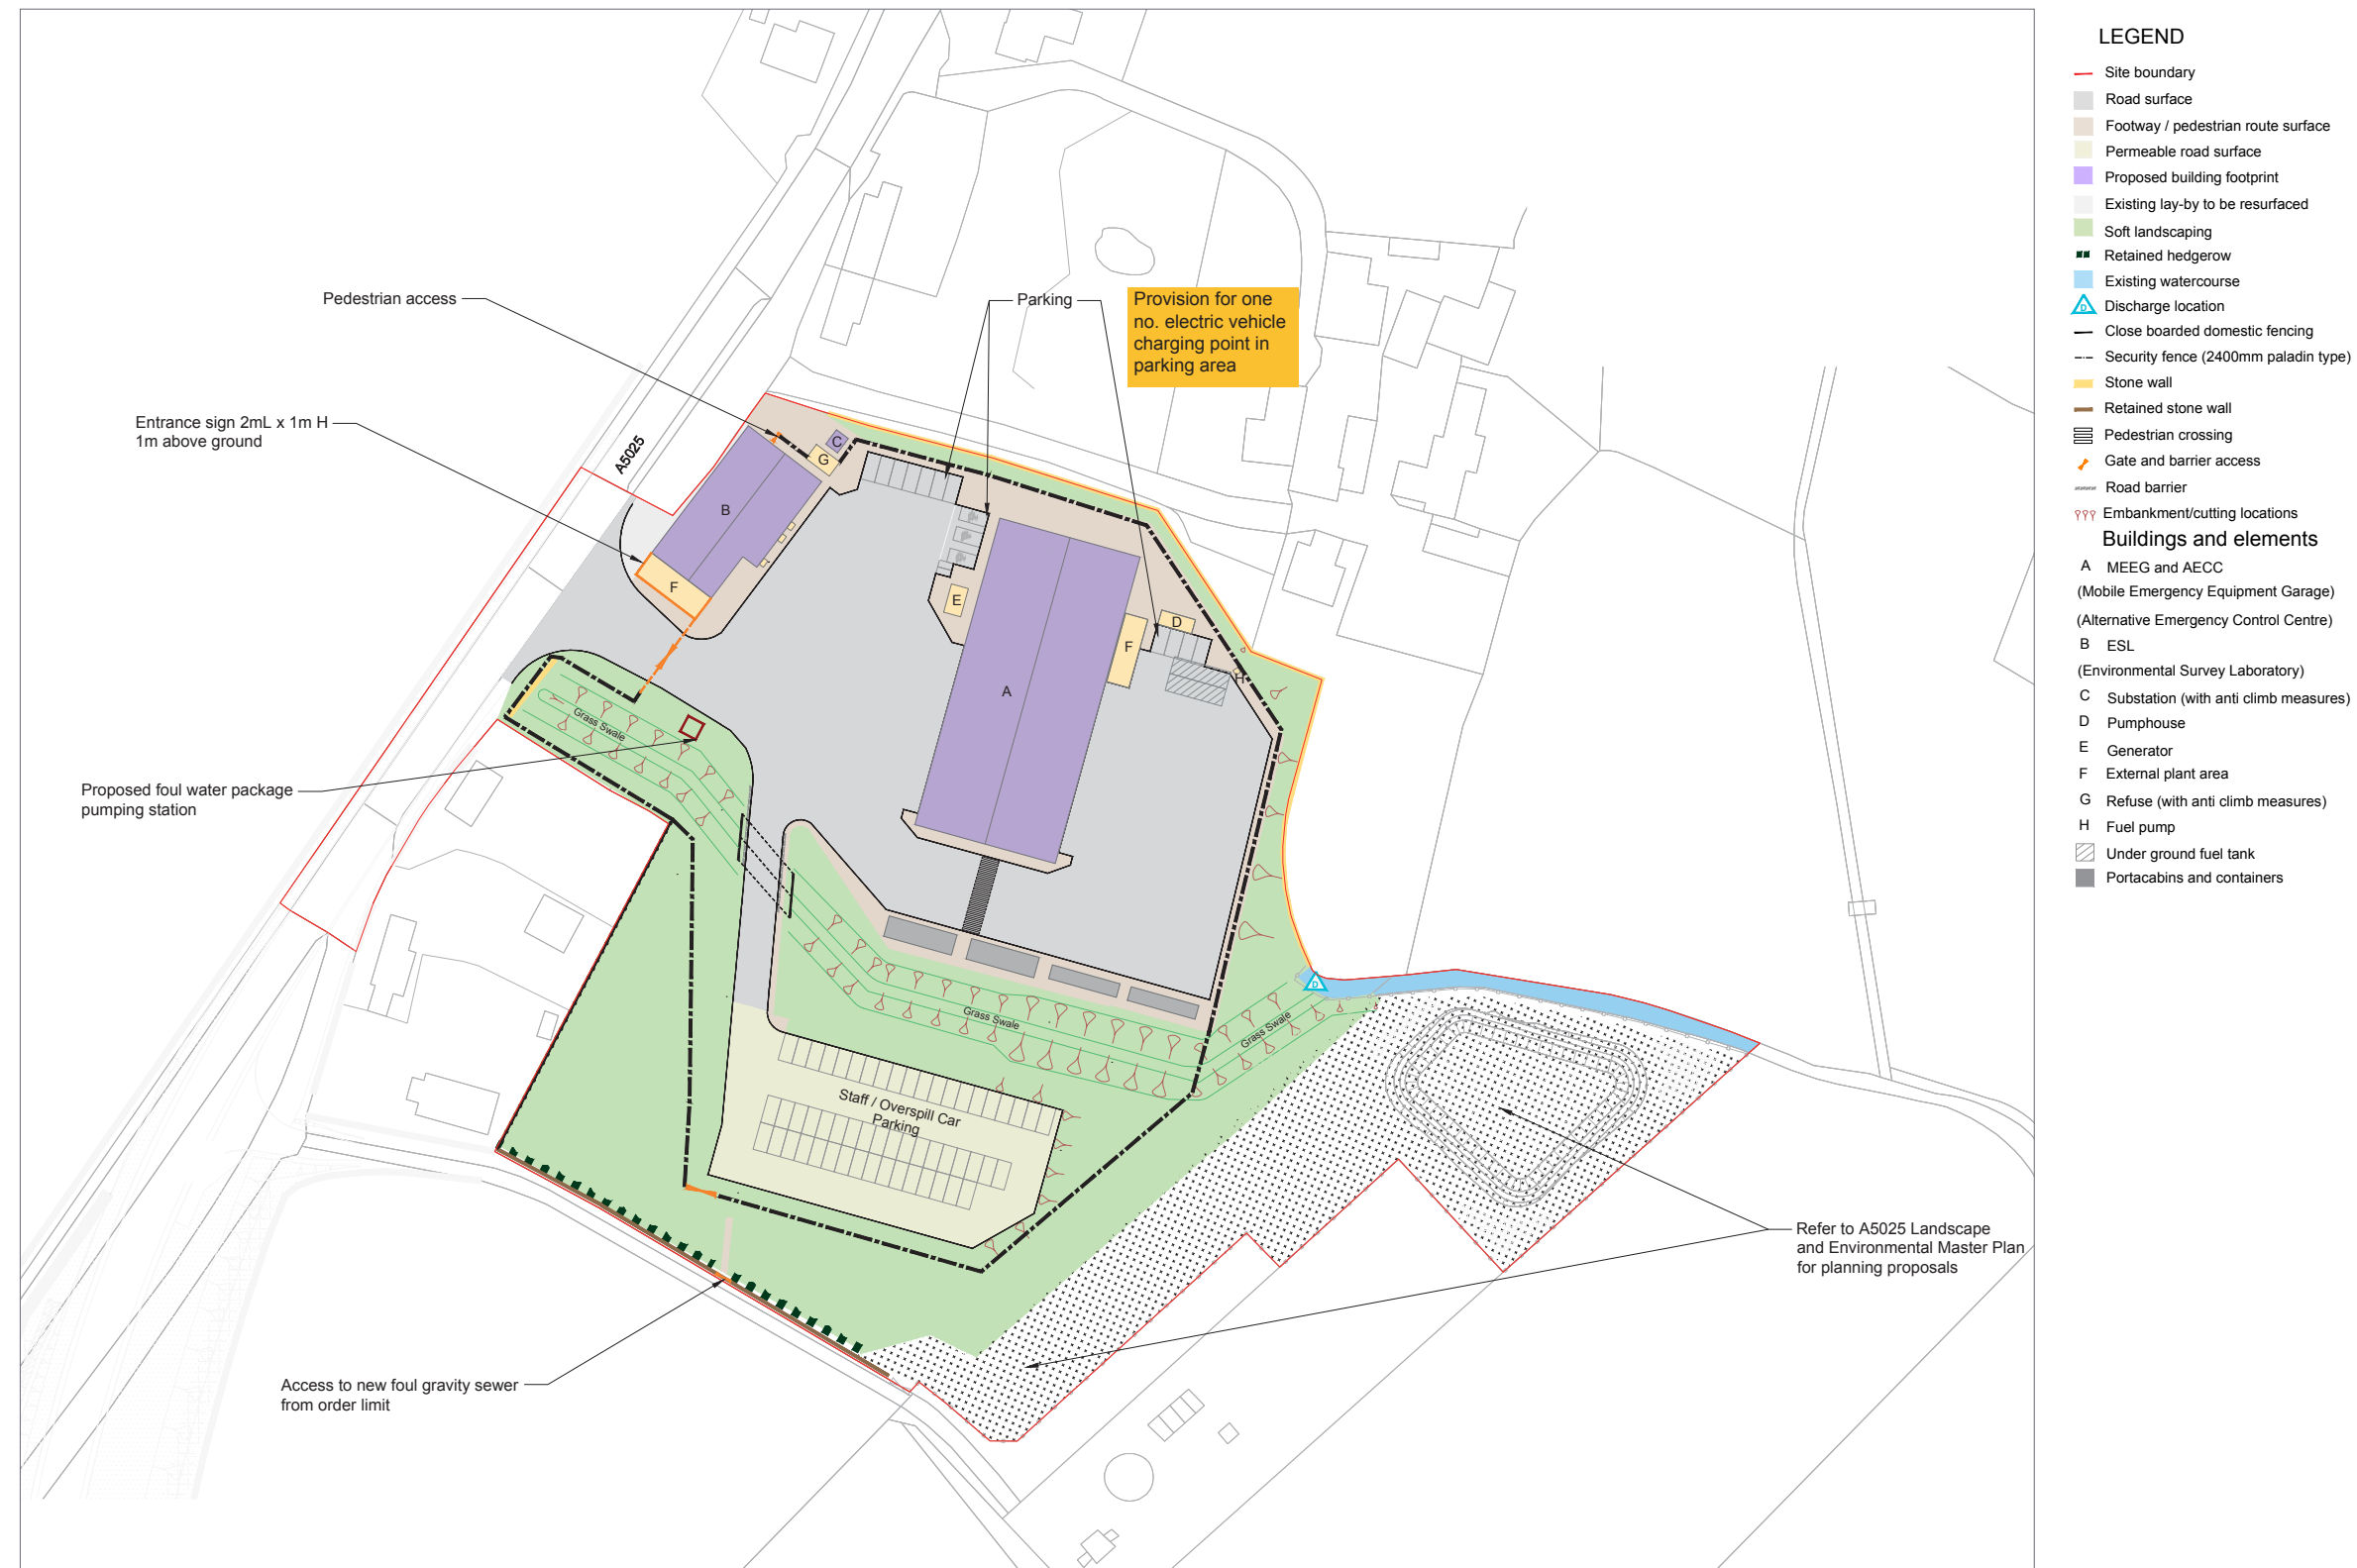 Pedestrian access
Parking
Provision for one
no. electric vehicle
charging point in
parking area
Entrance sign 2mL x 1m H
1m above ground
A5025
C
G
B
F
E
D
F
H
A
Grass Swale
Proposed foul water package
pumping station
D
Grass Swale
Grass Swale
Staff / Overspill Car
Parking
Refer to A5025 Landscape
and Environmental Master Plan
for planning proposals
Access to new foul gravity sewer
from order limit
LEGEND
Site boundary
Road surface
Footway / pedestrian route surface
Permeable road surface
Proposed building footprint
Existing lay-by to be resurfaced
Soft landscaping
Retained hedgerow
Existing watercourse
D Discharge location
Close boarded domestic fencing
Security fence (2400mm paladin type)
Stone wall
Retained stone wall
Pedestrian crossing
Gate and barrier access
Road barrier
Embankment/cutting locations
Buildings and elements
A MEEG and AECC
(Mobile Emergency Equipment Garage)
(Alternative Emergency Control Centre)
B ESL
(Environmental Survey Laboratory)
C Substation (with anti climb measures)
D Pumphouse
E Generator
F External plant area
G Refuse (with anti climb measures)
H Fuel pump
Under ground fuel tank
Portacabins and containers